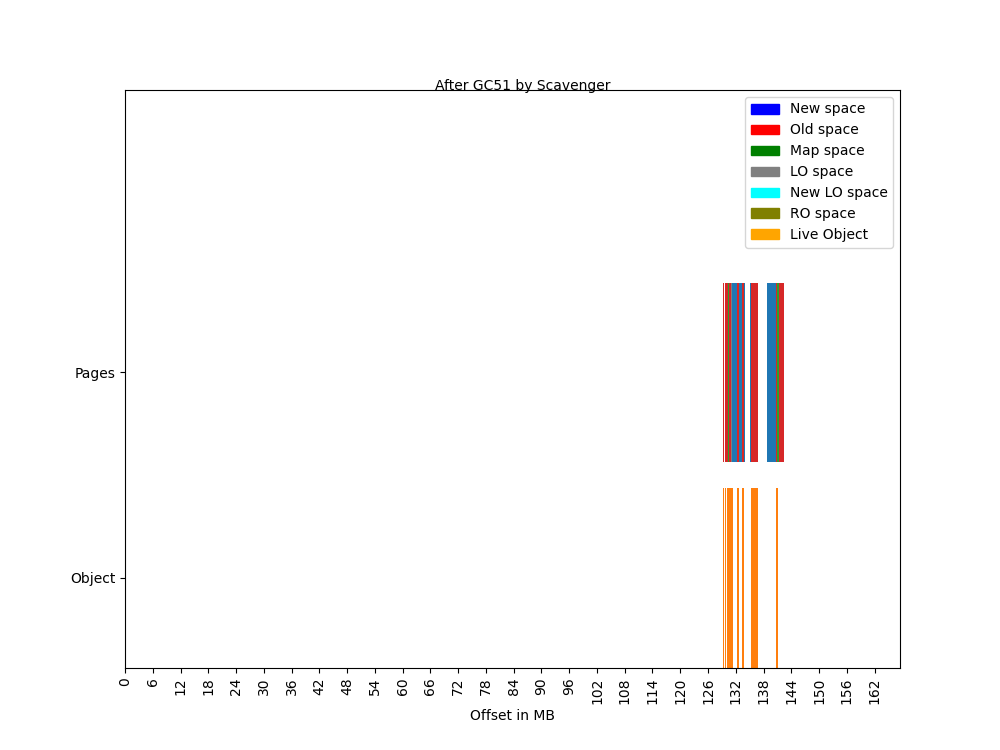 After GC51 by Scavenger
New space
Old space
Map space
LO space
New LO space
RO space
Live Object
Pages
Object
0 6 12 18 24 30 36 42 48 54 60 66 72 78 84 90 96 102 108 114 120 126 132 138 144 150 156 162
Offset in MB